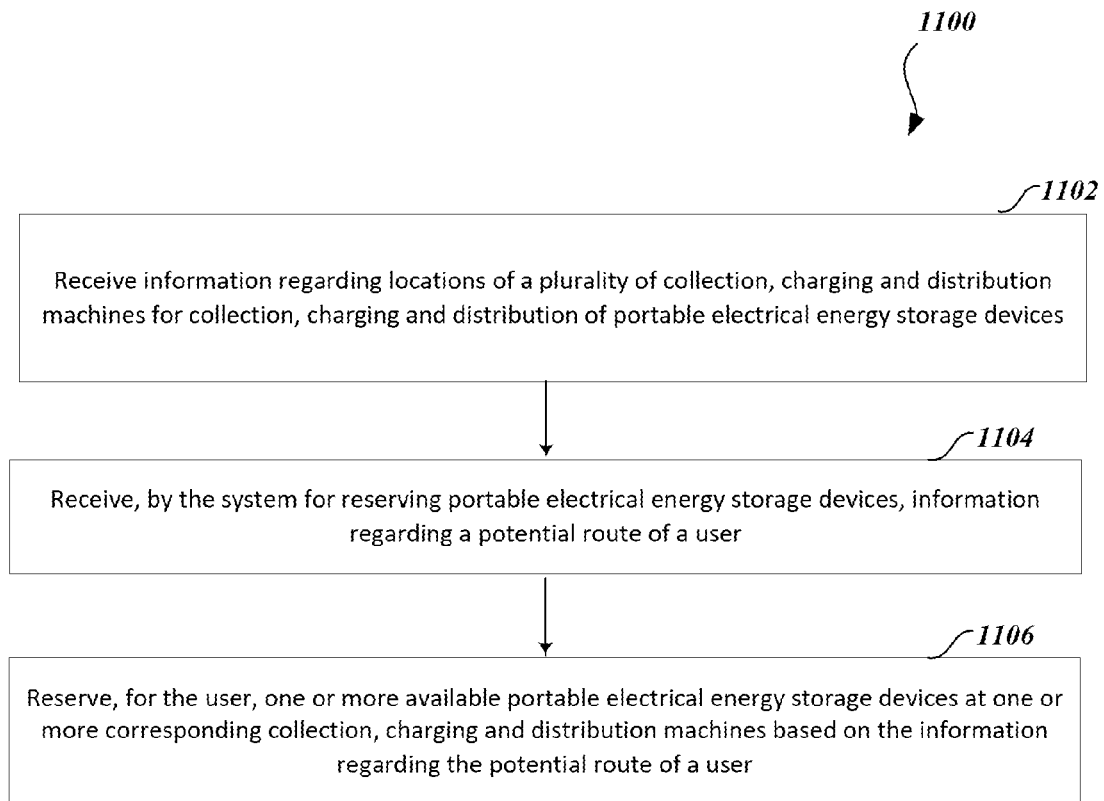 1100
1102
Receive information regarding locations of a plurality of collection, charging and distribution
machines for collection, charging and distribution of portable electrical energy storage devices
1104
Receive, by the system for reserving portable electrical energy storage devices, information
regarding a potential route of a user
1106
Reserve, for the user, one or more available portable electrical energy storage devices at one or
more corresponding collection, charging and distribution machines based on the information
regarding the potential route of a user